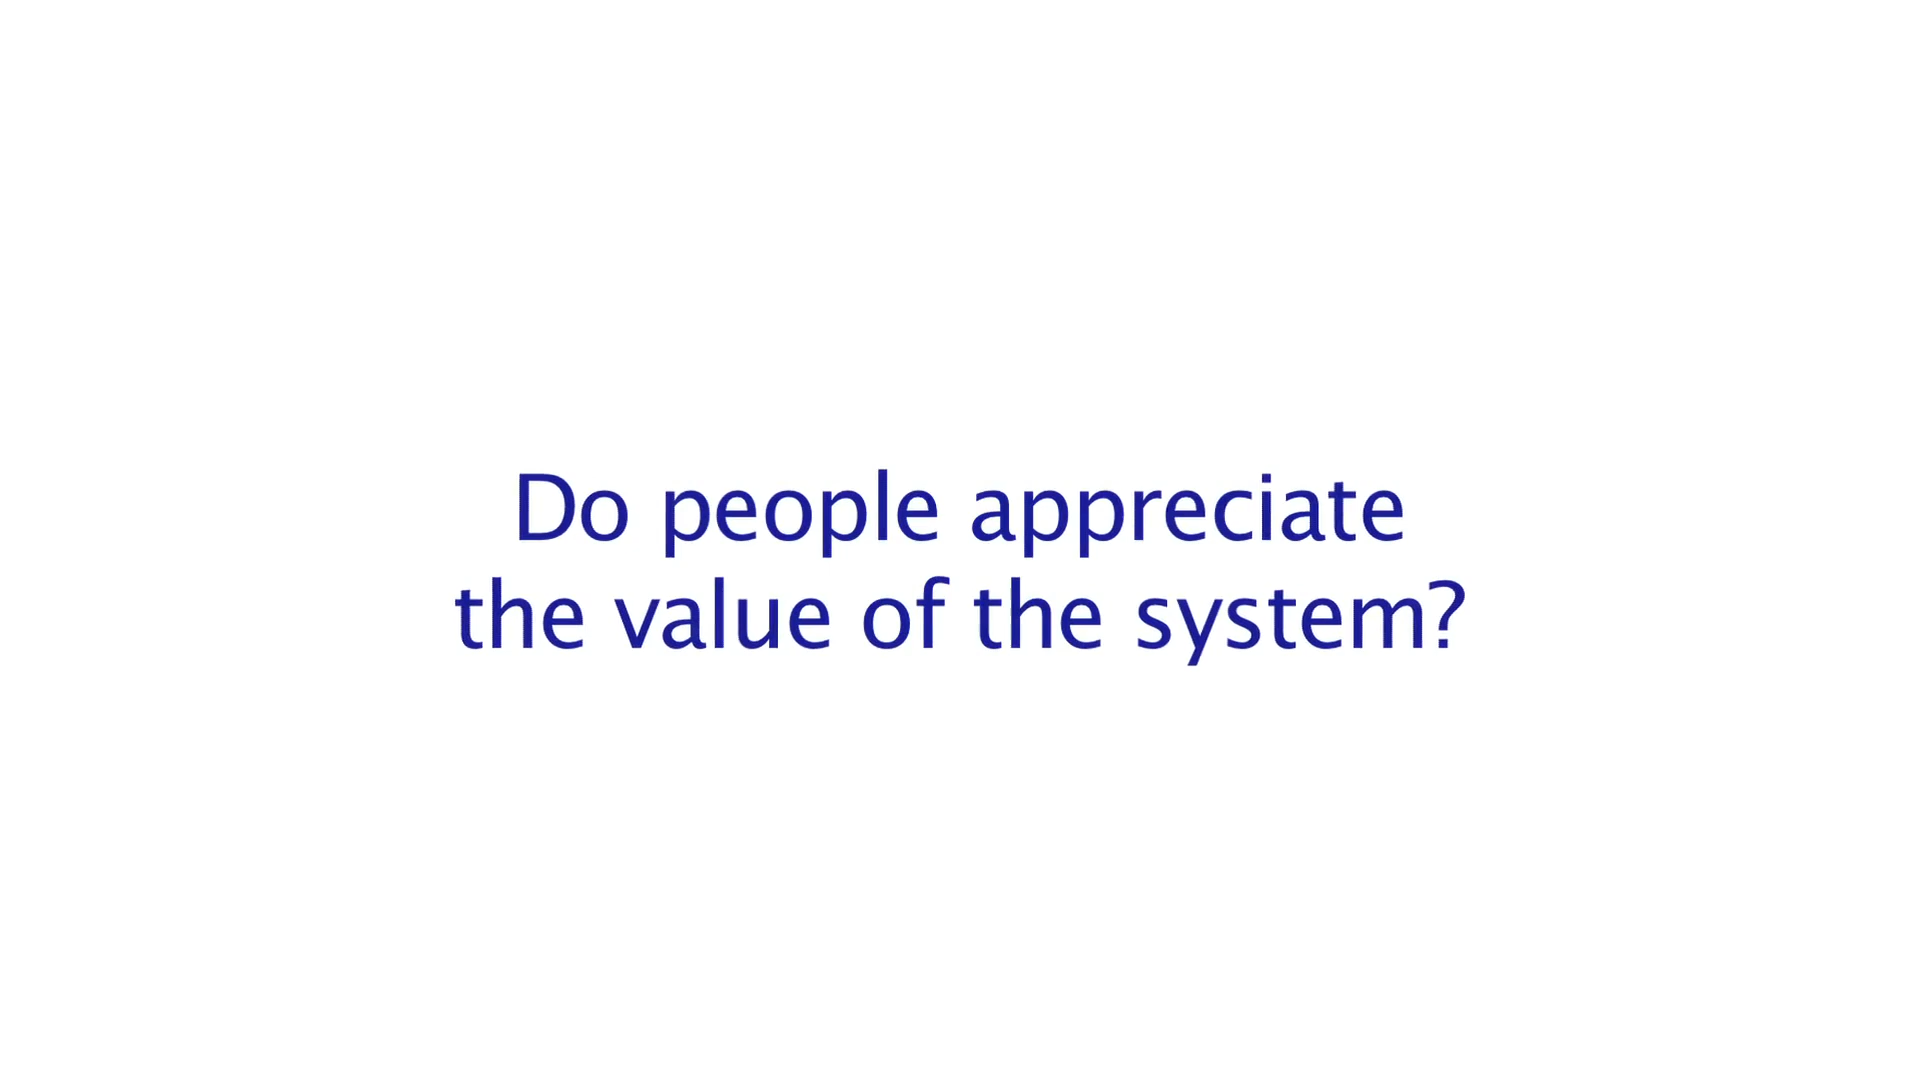 Do people appreciate
the value of the system?